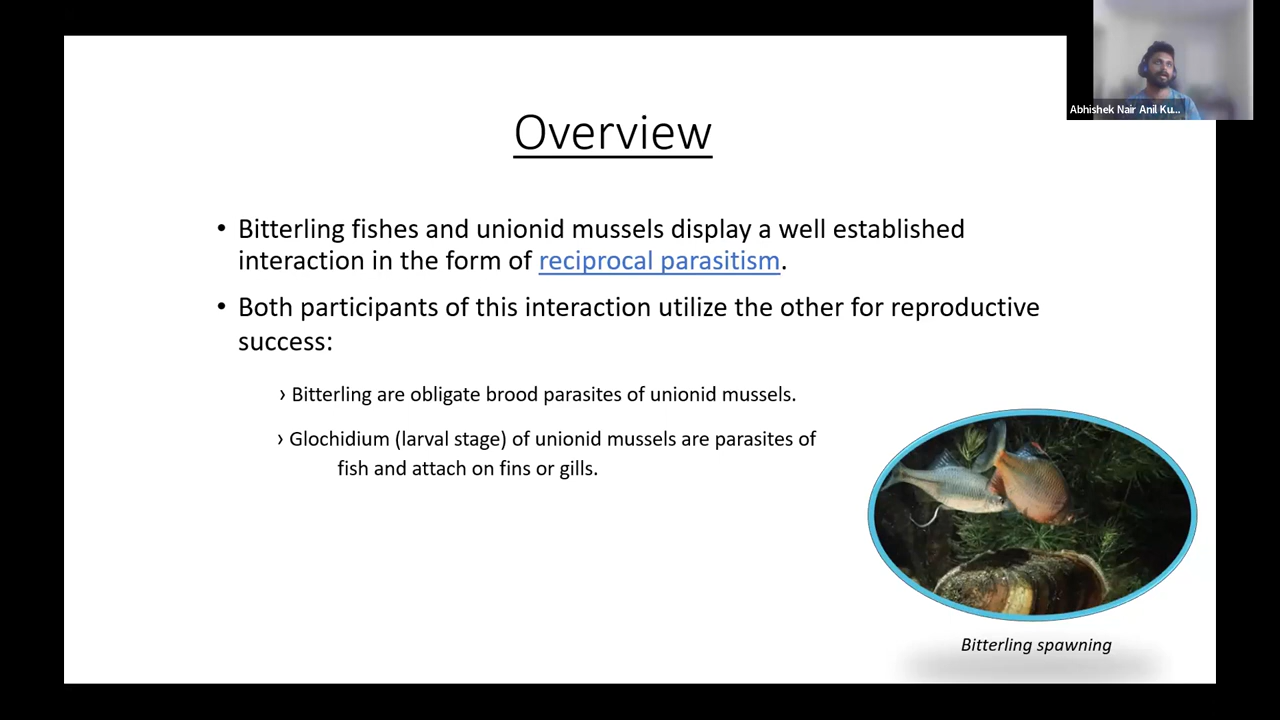 Abhishek Nair Anil Ku...
Overview
• Bitterling fishes and unionid mussels display a well established
interaction in the form of reciprocal parasitism.
• Both participants of this interaction utilize the other for reproductive
success:
› Bitterling are obligate brood parasites of unionid mussels.
› Glochidium (larval stage) of unionid mussels are parasites of
fish and attach on fins or gills.
Bitterling spawning